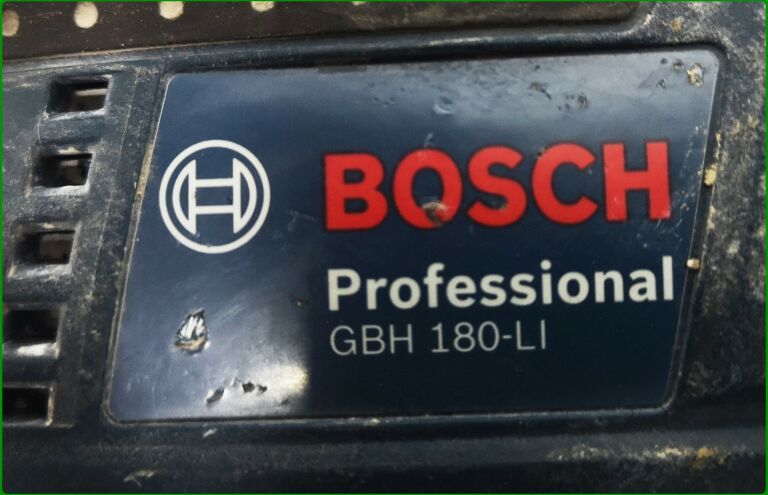 BOSCH
Professional
GBH 180-LI